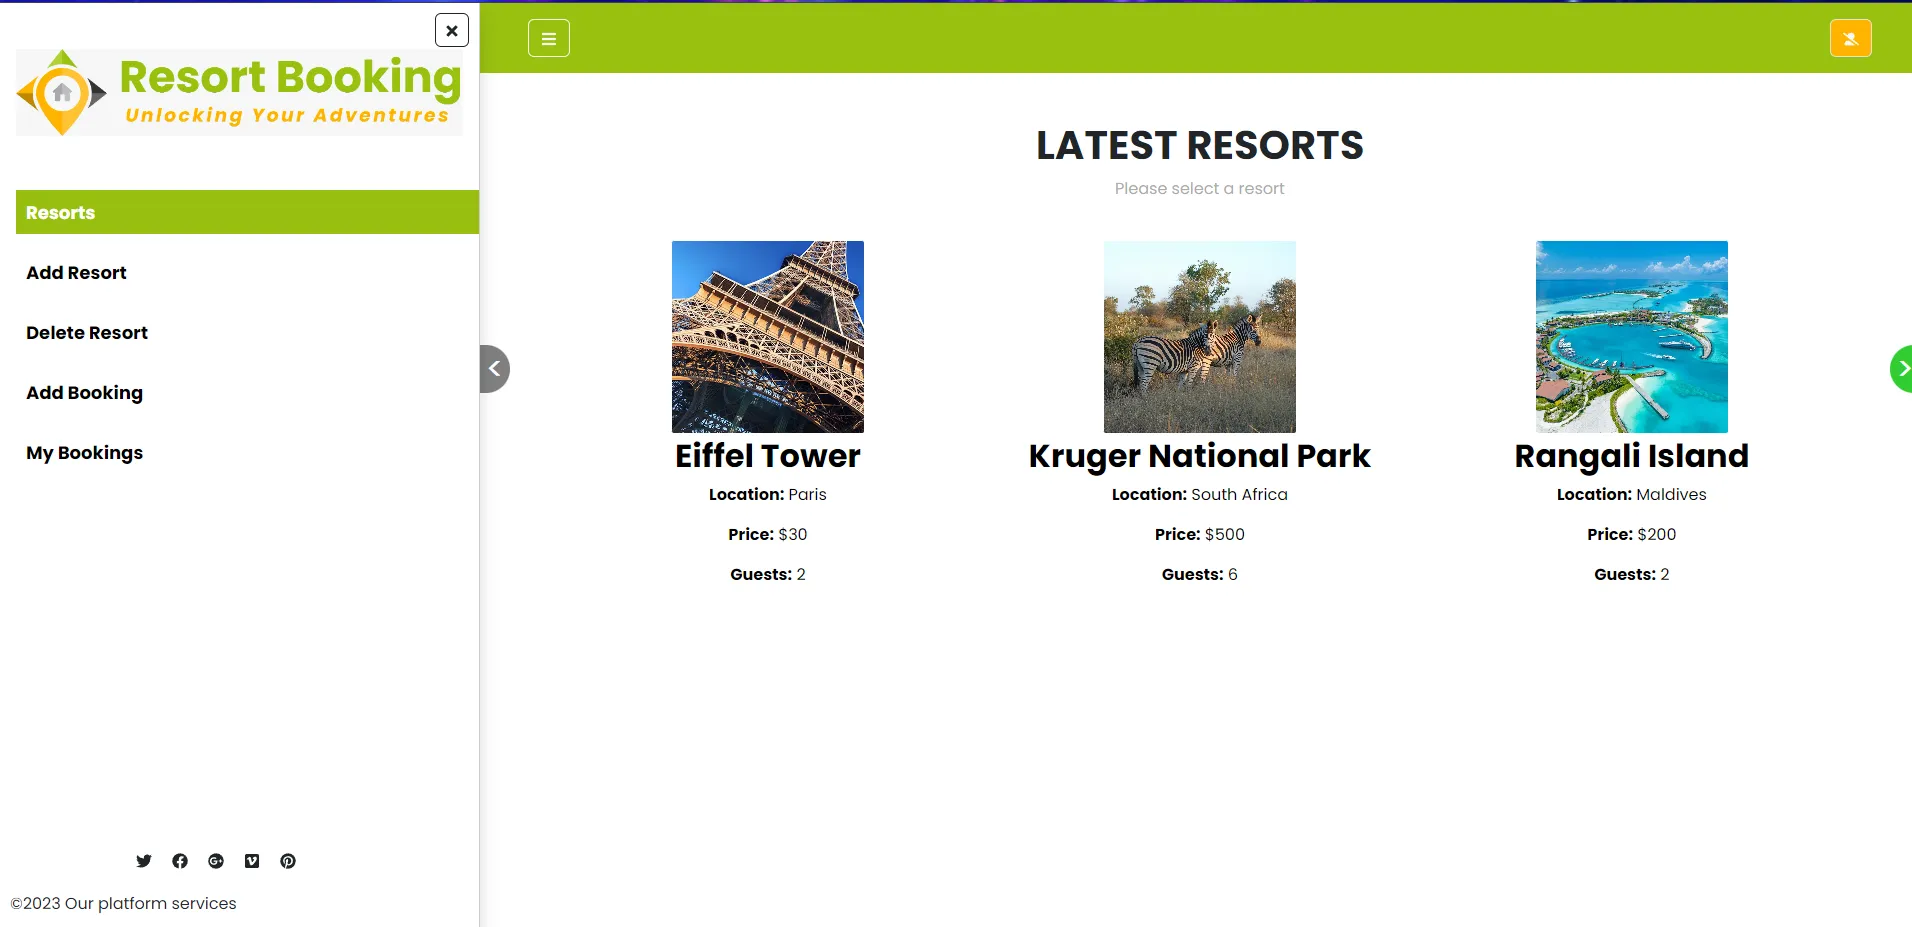 Resort Booking
Unlocking Your Adventures
Resorts
Add Resort
Delete Resort
Add Booking
My Bookings
©2023 Our platform services
LATEST RESORTS
Please select a resort
Eiffel Tower
Location: Paris
Price: $30
Guests: 2
Kruger National Park
Location: South Africa
Price: $500
Guests: 6
Rangali Island
Location: Maldives
Price: $200
Guests: 2